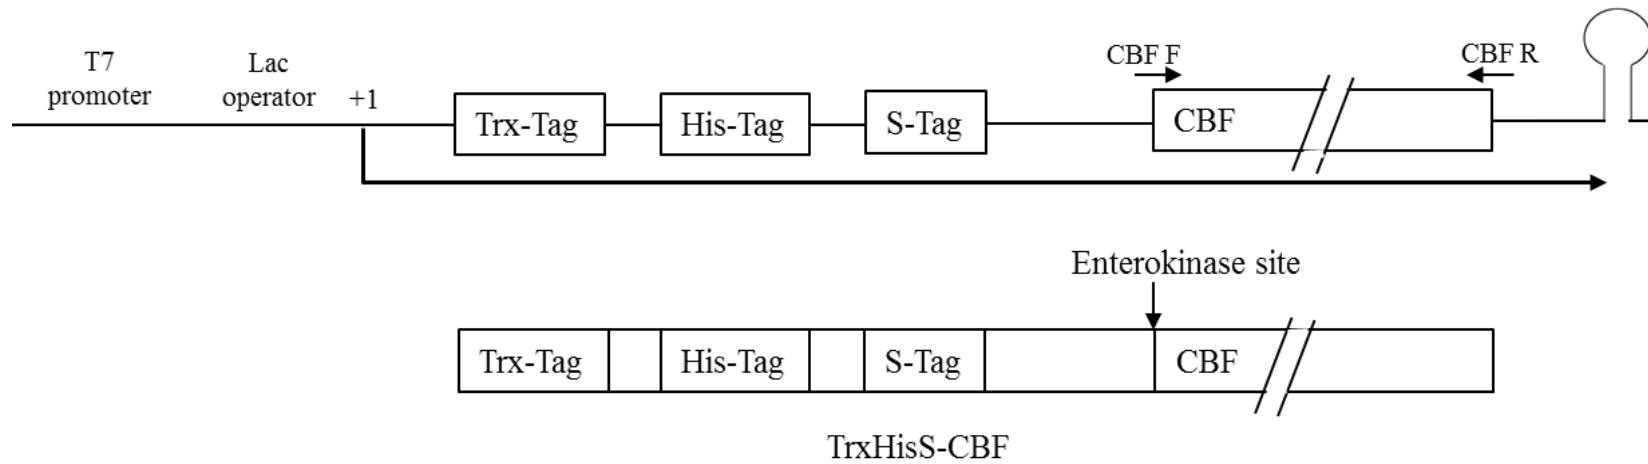 CBF F
CBF R
T7
promoter
Lac
operator
+1
Trx-Tag
His-Tag
S-Tag
CBF
Enterokinase site
Trx-Tag
His-Tag
S-Tag
CBF
TrxHisS-CBF